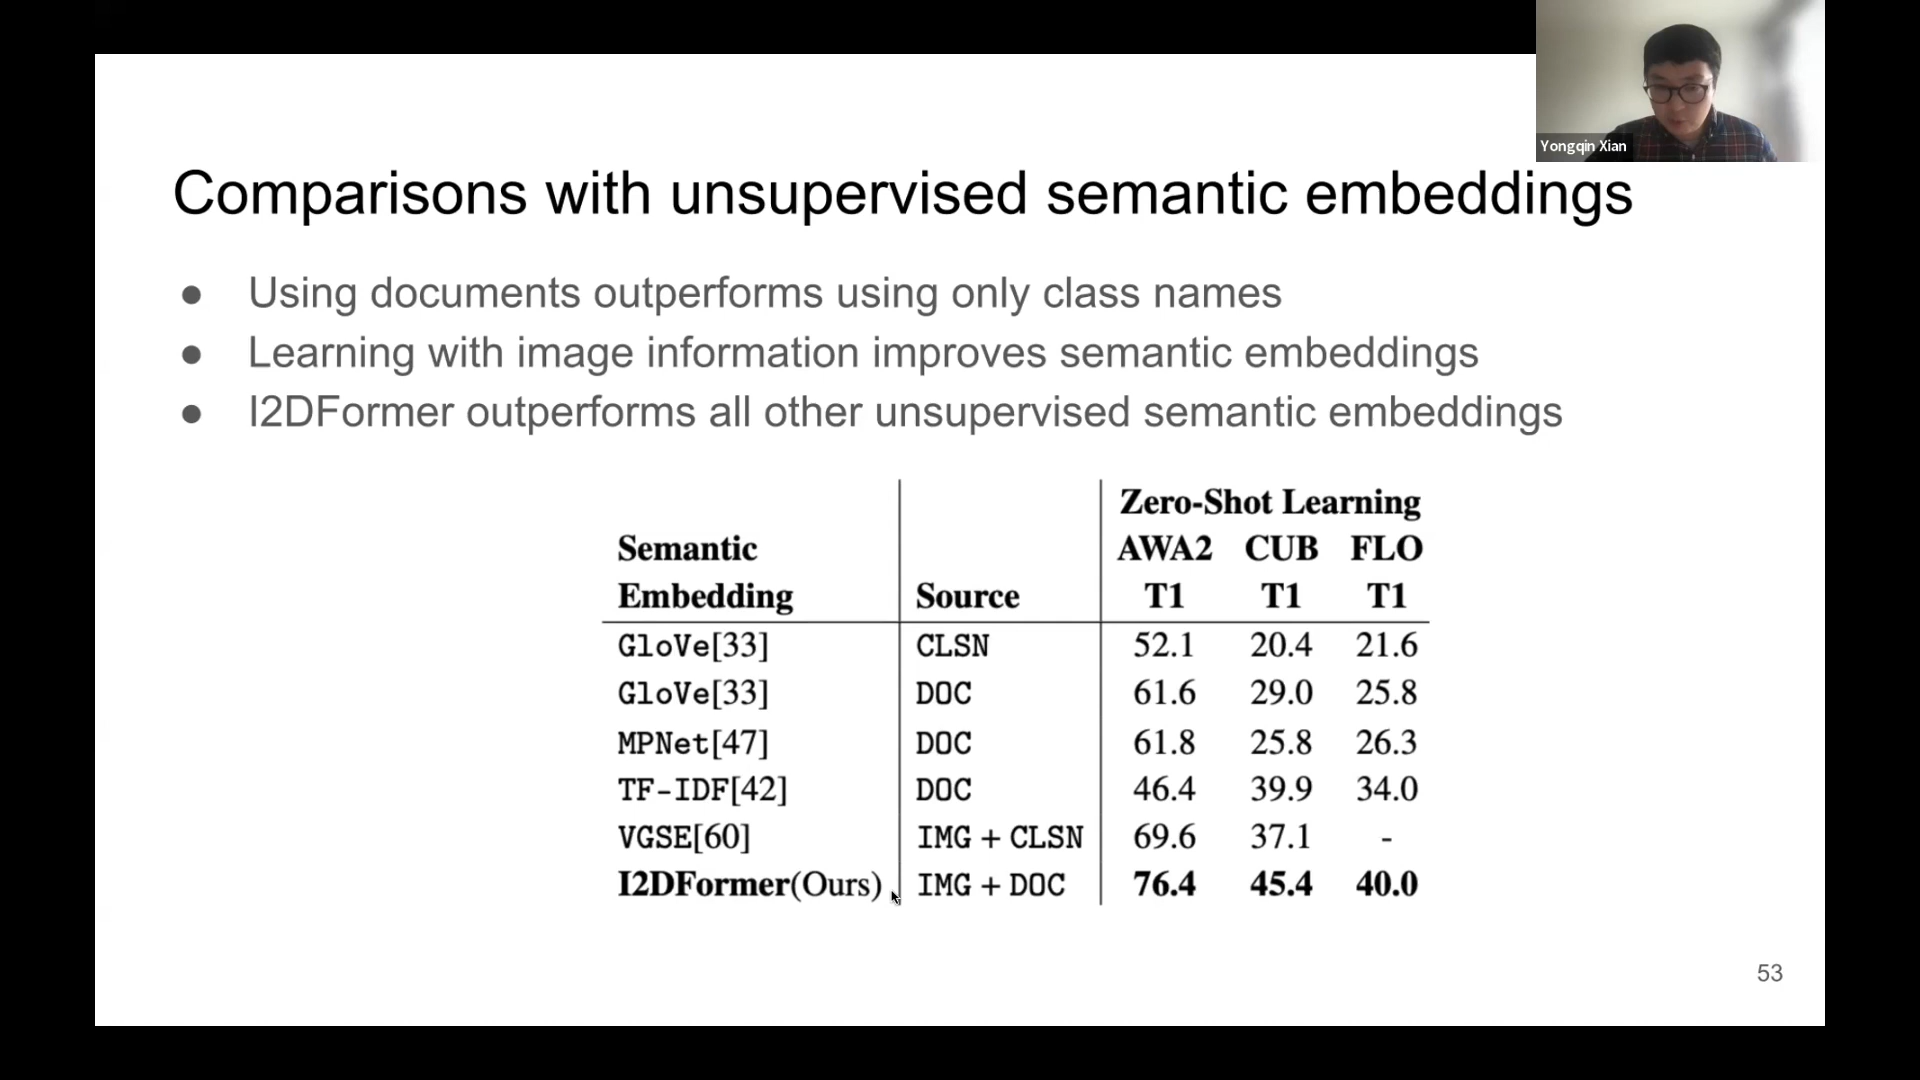 Yongqin Xian
Comparisons with unsupervised semantic embeddings
● Using documents outperforms using only class names
● Learning with image information improves semantic embeddings
● I2DFormer outperforms all other unsupervised semantic embeddings
Zero-Shot Learning
Semantic AWA2 CUB FLO
Embedding Source T1 T1 T1
GloVe[33] CLSN 52.1 20.4 21.6
GloVe[33] DOC 61.6 29.0 25.8
MPNet[47] DOC 61.8 25.8 26.3
TF-IDF[42] DOC 46.4 39.9 34.0
VGSE[60] IMG + CLSN 69.6 37.1 -
I2DFormer(Ours) IMG + DOC 76.4 45.4 40.0
53